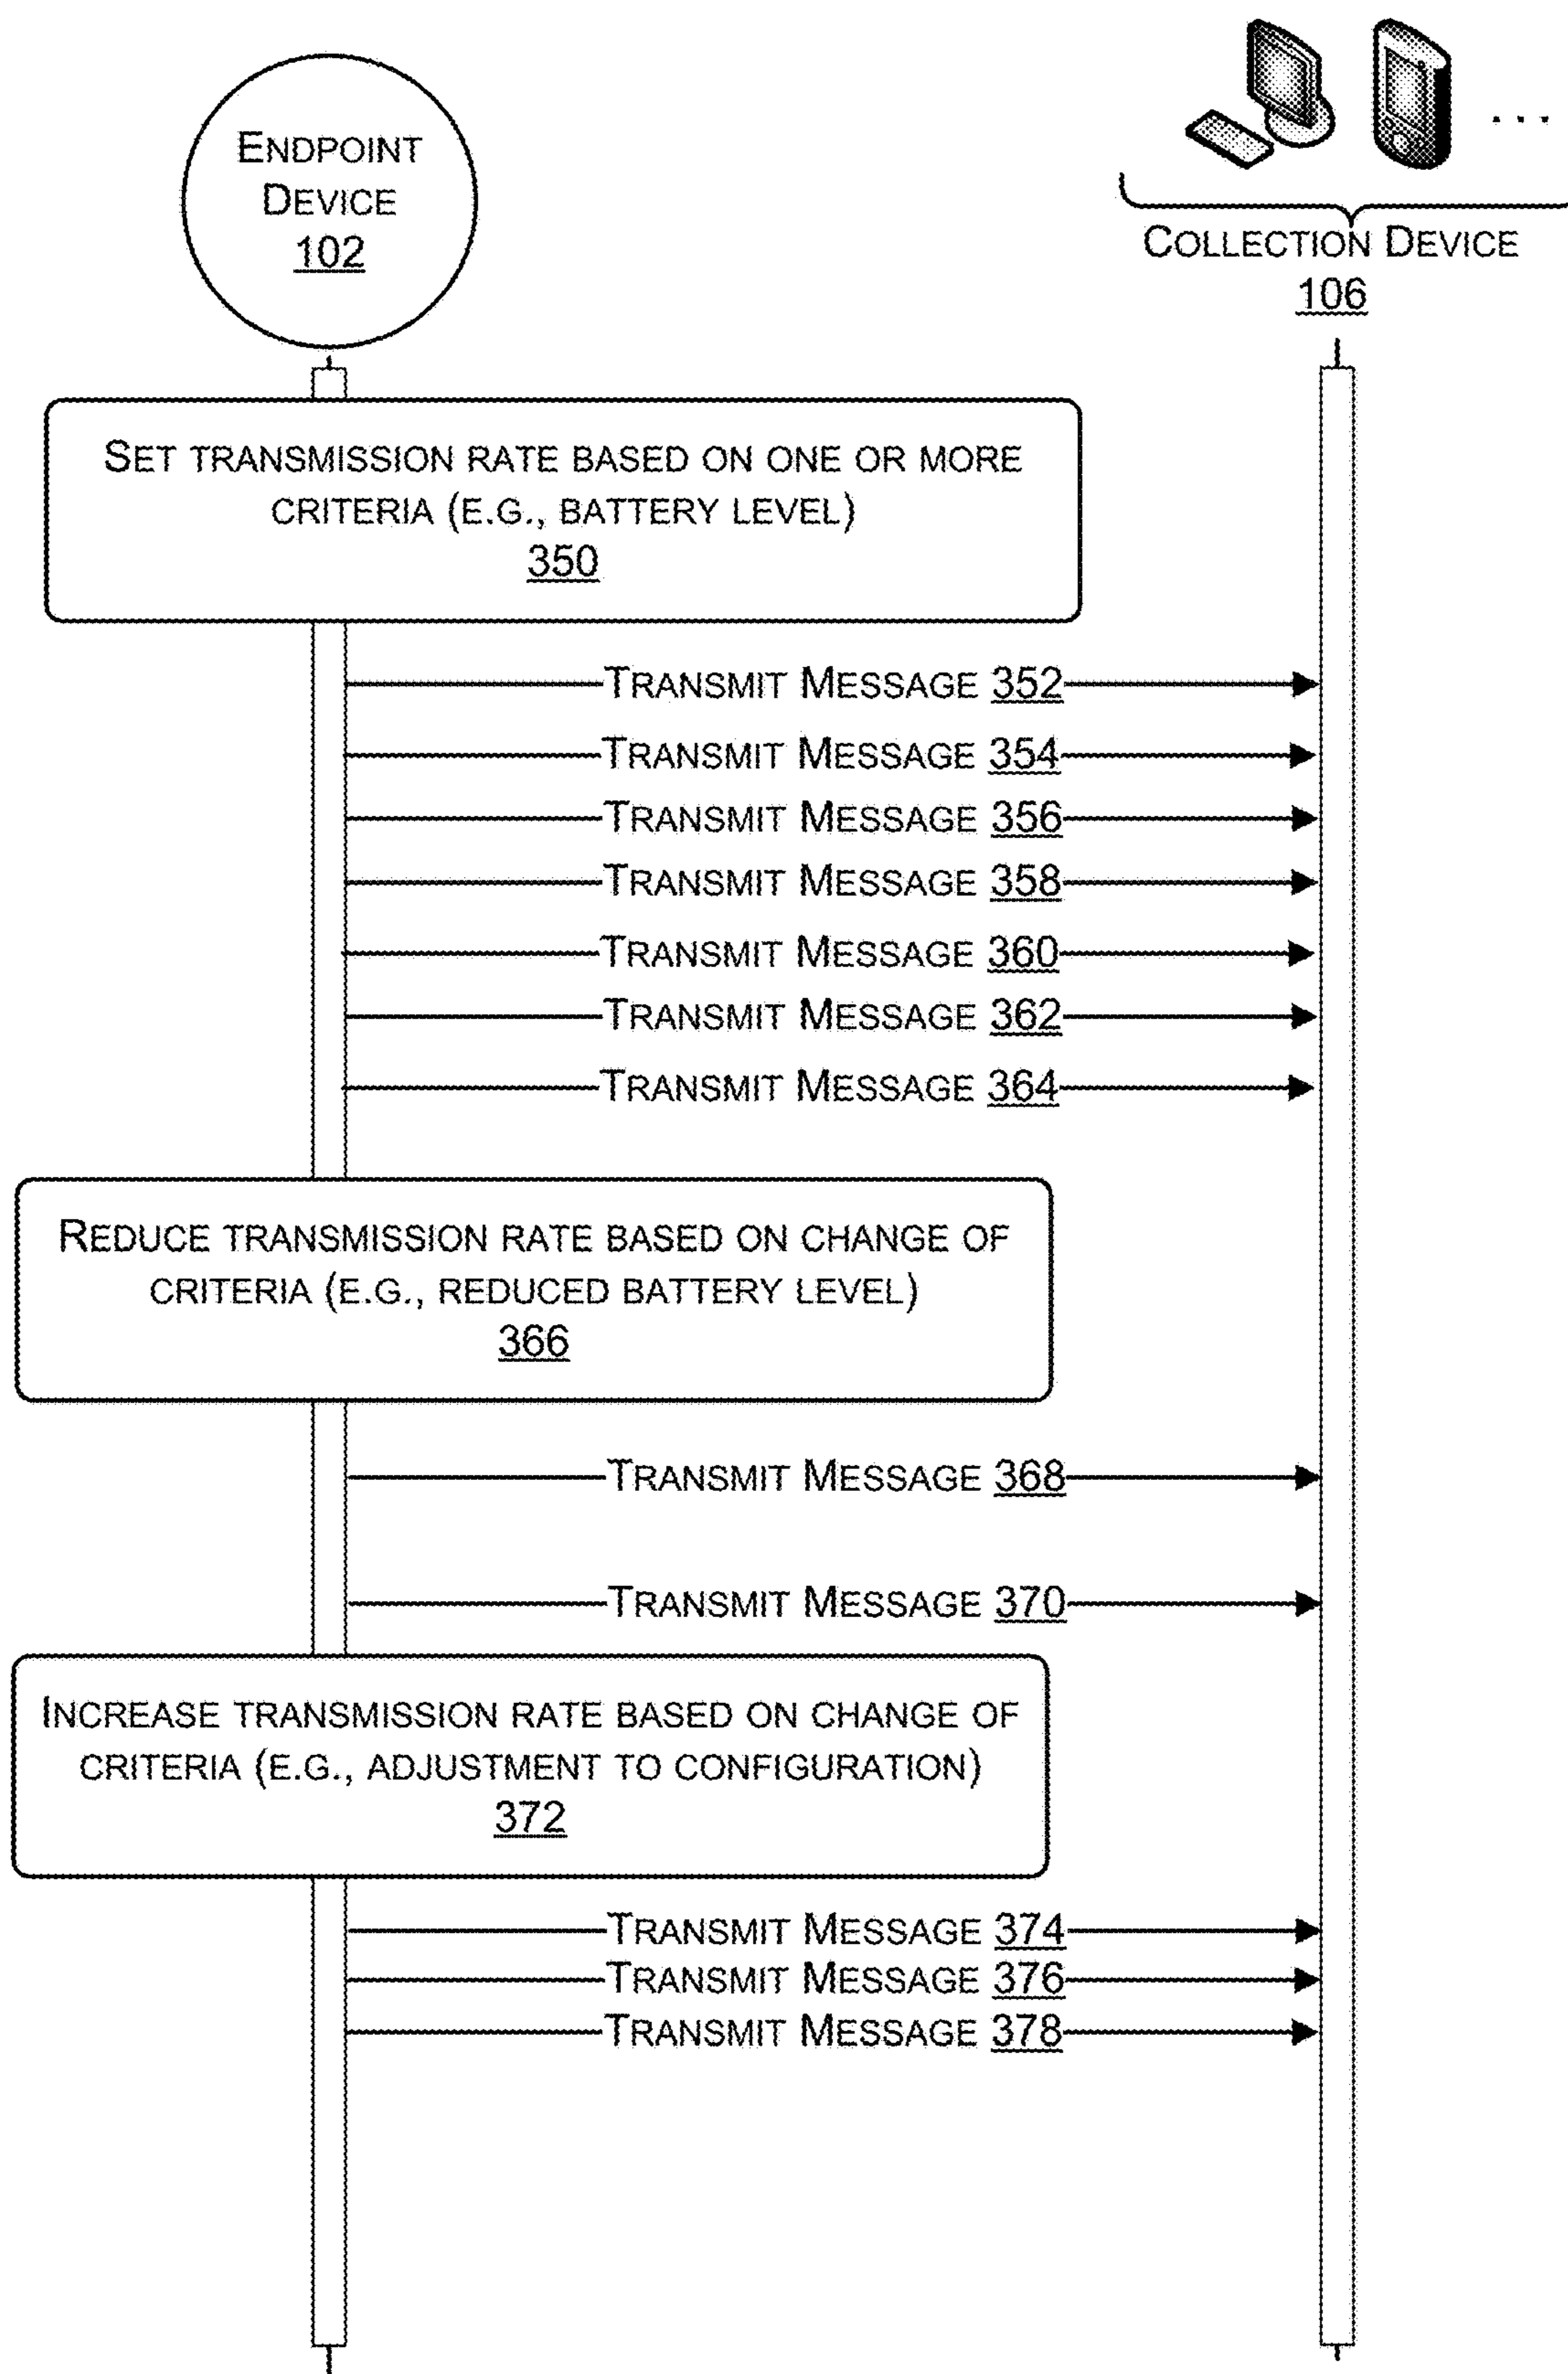 ENDPOINT
DEVICE
102
...
COLLECTION DEVICE
106
SET TRANSMISSION RATE BASED ON ONE OR MORE
CRITERIA (E.G., BATTERY LEVEL)
350
TRANSMIT MESSAGE 352
TRANSMIT MESSAGE 354
TRANSMIT MESSAGE 356
TRANSMIT MESSAGE 358
TRANSMIT MESSAGE 360
TRANSMIT MESSAGE 362
TRANSMIT MESSAGE 364
REDUCE TRANSMISSION RATE BASED ON CHANGE OF
CRITERIA (E.G., REDUCED BATTERY LEVEL)
366
TRANSMIT MESSAGE 368
TRANSMIT MESSAGE 370
INCREASE TRANSMISSION RATE BASED ON CHANGE OF
CRITERIA (E.G., ADJUSTMENT TO CONFIGURATION)
372
TRANSMIT MESSAGE 374
TRANSMIT MESSAGE 376
TRANSMIT MESSAGE 378